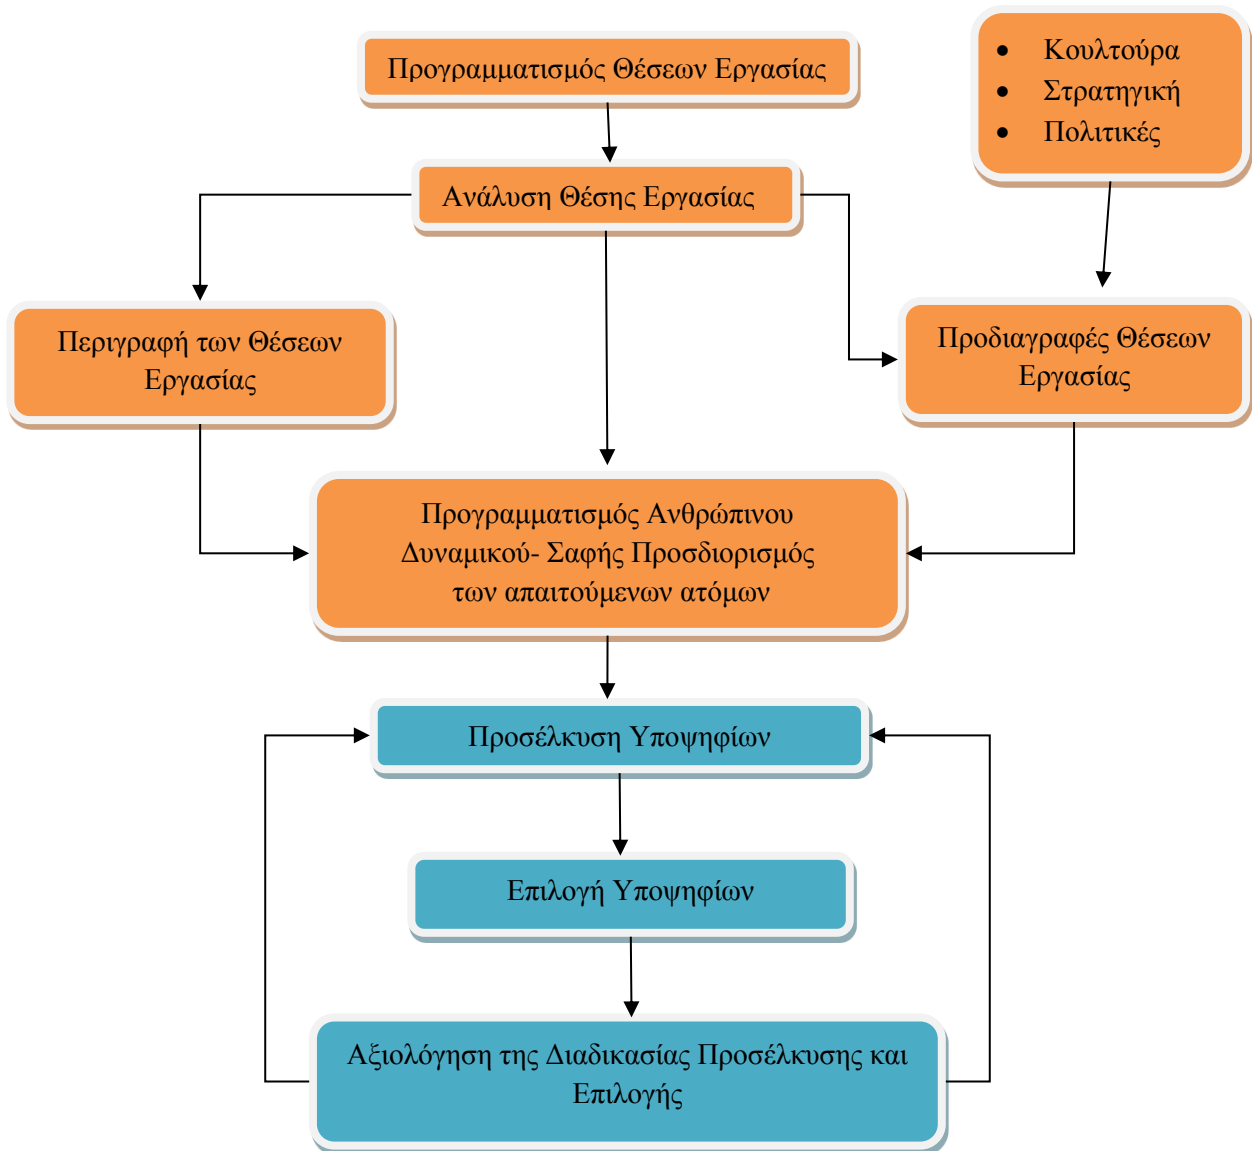 Προγραμματισμός Θέσεων Εργασίας
• Κουλτούρα
• Στρατηγική
• Πολιτικές
Ανάλυση Θέσης Εργασίας
Περιγραφή των Θέσεων
Εργασίας
Προδιαγραφές Θέσεων
Εργασίας
Προγραμματισμός Ανθρώπινου
Δυναμικού- Σαφής Προσδιορισμός
των απαιτούμενων ατόμων
Προσέλκυση Υποψηφίων
Επιλογή Υποψηφίων
Αξιολόγηση της Διαδικασίας Προσέλκυσης και
Επιλογής